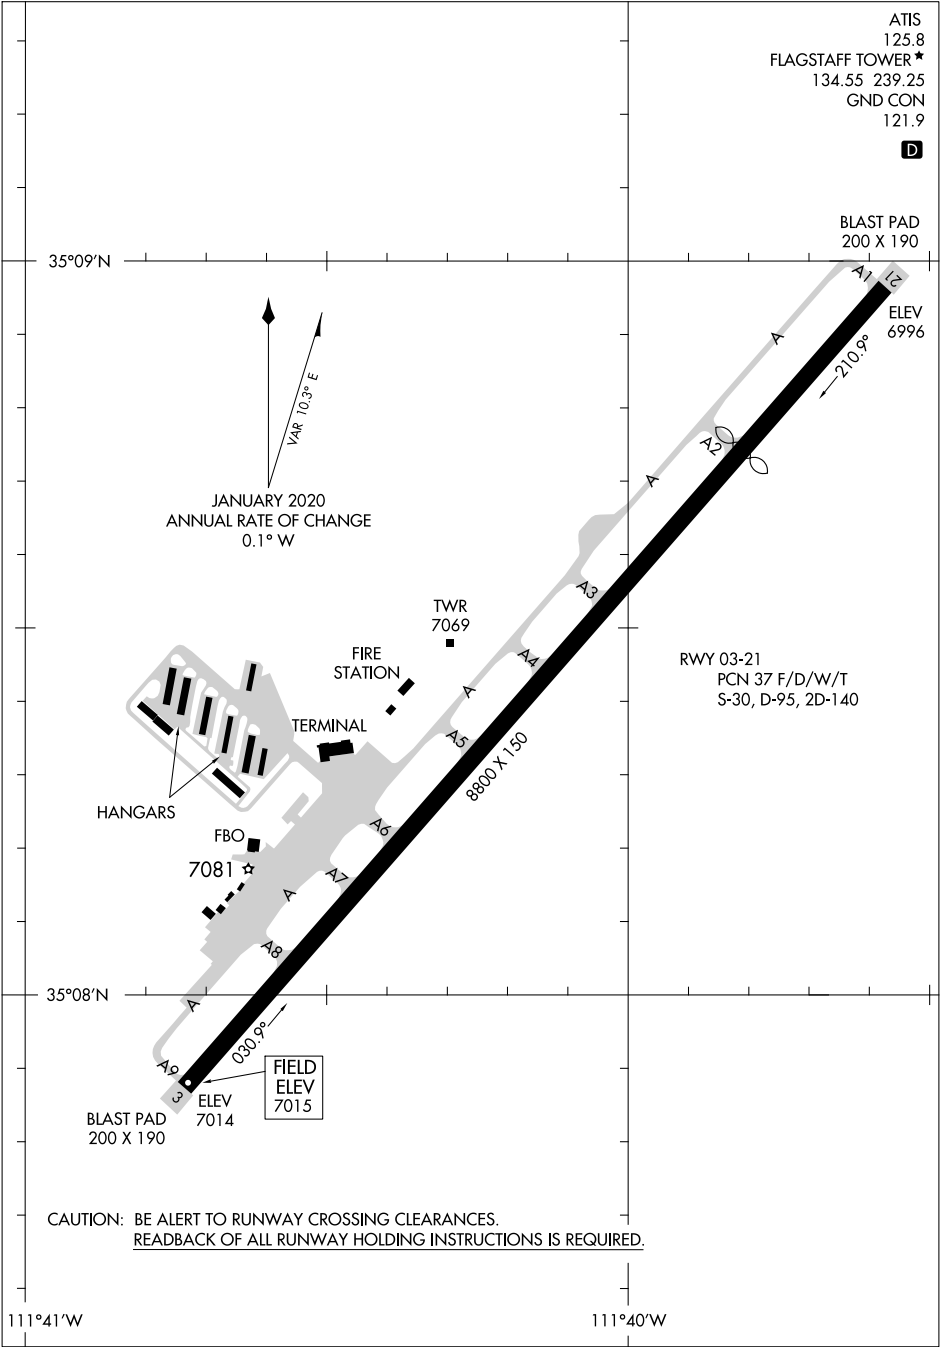 ATIS
125.8
FLAGSTAFF TOWER★
134.55 239.25
GND CON
121.9
D
BLAST PAD
200 X 190
35°09'N
A1
21
ELEV
6996
A
210.9°
VAR 10.3° E
A2
A
JANUARY 2020
ANNUAL RATE OF CHANGE
0.1° W
A3
TWR
7069
FIRE
STATION
A4
RWY 03-21
PCN 37 F/D/W/T
S-30, D-95, 2D-140
A
TERMINAL
A5
8800 X 150
HANGARS
A6
FBO
7081
A7
A
A8
35°08'N
A
030.9°
A9
FIELD
ELEV
7015
3
ELEV
7014
BLAST PAD
200 X 190
CAUTION: BE ALERT TO RUNWAY CROSSING CLEARANCES.
READBACK OF ALL RUNWAY HOLDING INSTRUCTIONS IS REQUIRED.
111°41'W
111°40'W